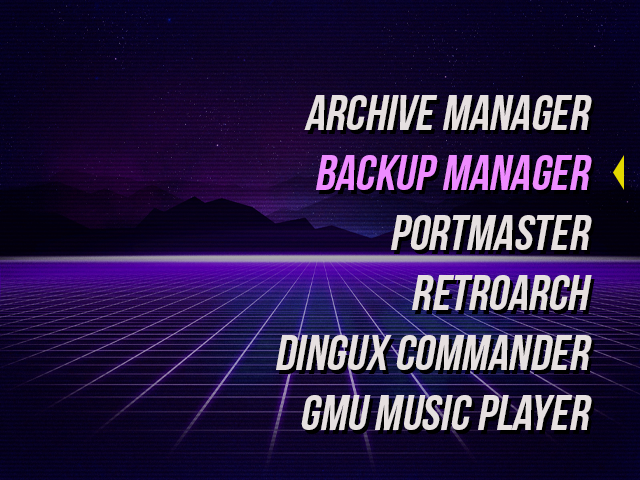 ARCHIVE MANAGER
BACKUP MANAGER
PORTMASTER
RETROARCH
DINGUX COMMANDER
GMU MUSIC PLAYER